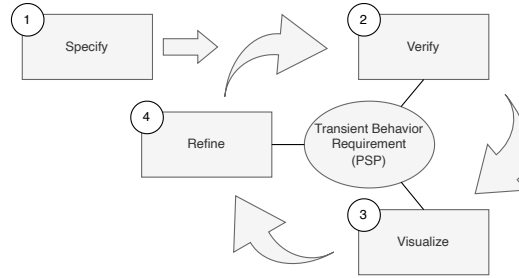 1
Specify
2
Verify
4
Refine
Transient Behavior
Requirement
(PSP)
3
Visualize